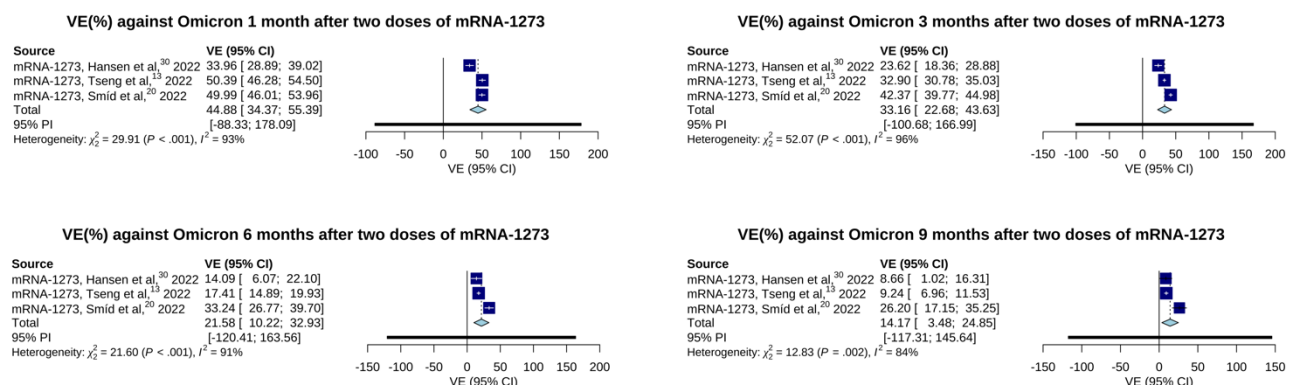 VE(%) against Omicron 1 month after two doses of mRNA-1273
Source VE (95% CI)
mRNA-1273, Hansen et al,30 2022 33.96 [ 28.89; 39.02]
mRNA-1273, Tseng et al,13 2022 50.39 [ 46.28; 54.50]
mRNA-1273, Smíd et al,20 2022 49.99 [ 46.01; 53.96]
Total 44.88 [ 34.37; 55.39]
95% PI [-88.33; 178.09]
Heterogeneity: χ²₂ = 29.91 (P < .001), I² = 93%
-100 -50 0 50 100 150 200
VE (95% CI)
VE(%) against Omicron 3 months after two doses of mRNA-1273
Source VE (95% CI)
mRNA-1273, Hansen et al,30 2022 23.62 [ 18.36; 28.88]
mRNA-1273, Tseng et al,13 2022 32.90 [ 30.78; 35.03]
mRNA-1273, Smíd et al,20 2022 42.37 [ 39.77; 44.98]
Total 33.16 [ 22.68; 43.63]
95% PI [-100.68; 166.99]
Heterogeneity: χ²₂ = 52.07 (P < .001), I² = 96%
-150 -100 -50 0 50 100 150 200
VE (95% CI)
VE(%) against Omicron 6 months after two doses of mRNA-1273
Source VE (95% CI)
mRNA-1273, Hansen et al,30 2022 14.09 [ 6.07; 22.10]
mRNA-1273, Tseng et al,13 2022 17.41 [ 14.89; 19.93]
mRNA-1273, Smíd et al,20 2022 33.24 [ 26.77; 39.70]
Total 21.58 [ 10.22; 32.93]
95% PI [-120.41; 163.56]
Heterogeneity: χ²₂ = 21.60 (P < .001), I² = 91%
-150 -100 -50 0 50 100 150 200
VE (95% CI)
VE(%) against Omicron 9 months after two doses of mRNA-1273
Source VE (95% CI)
mRNA-1273, Hansen et al,30 2022 8.66 [ 1.02; 16.31]
mRNA-1273, Tseng et al,13 2022 9.24 [ 6.96; 11.53]
mRNA-1273, Smíd et al,20 2022 26.20 [ 17.15; 35.25]
Total 14.17 [ 3.48; 24.85]
95% PI [-117.31; 145.64]
Heterogeneity: χ²₂ = 12.83 (P = .002), I² = 84%
-150 -100 -50 0 50 100 150
VE (95% CI)